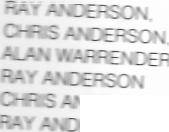 RAY ANDERSON,
CHRIS ANDERSON,
ALAN WARRENDER
RAY ANDERSON
CHRIS
RAY